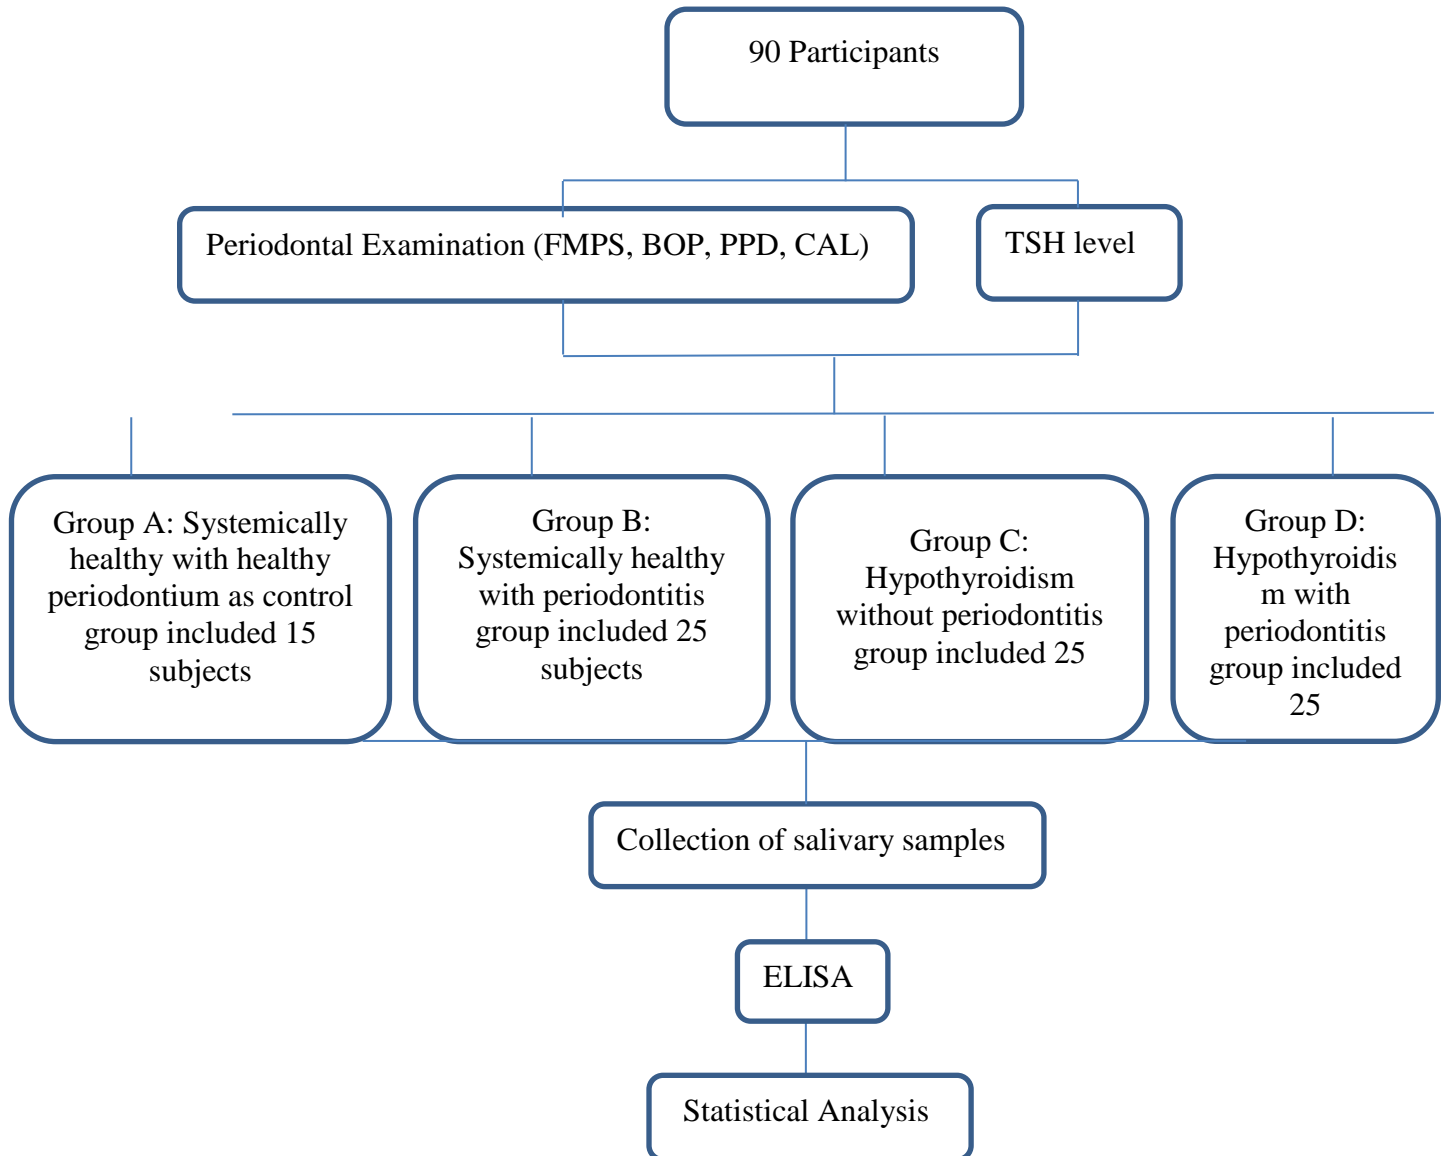 90 Participants
Periodontal Examination (FMPS, BOP, PPD, CAL)
TSH level
Group A: Systemically
healthy with healthy
periodontium as control
group included 15
subjects
Group B:
Systemically healthy
with periodontitis
group included 25
subjects
Group C:
Hypothyroidism
without periodontitis
group included 25
Group D:
Hypothyroidis
m with
periodontitis
group included
25
Collection of salivary samples
ELISA
Statistical Analysis